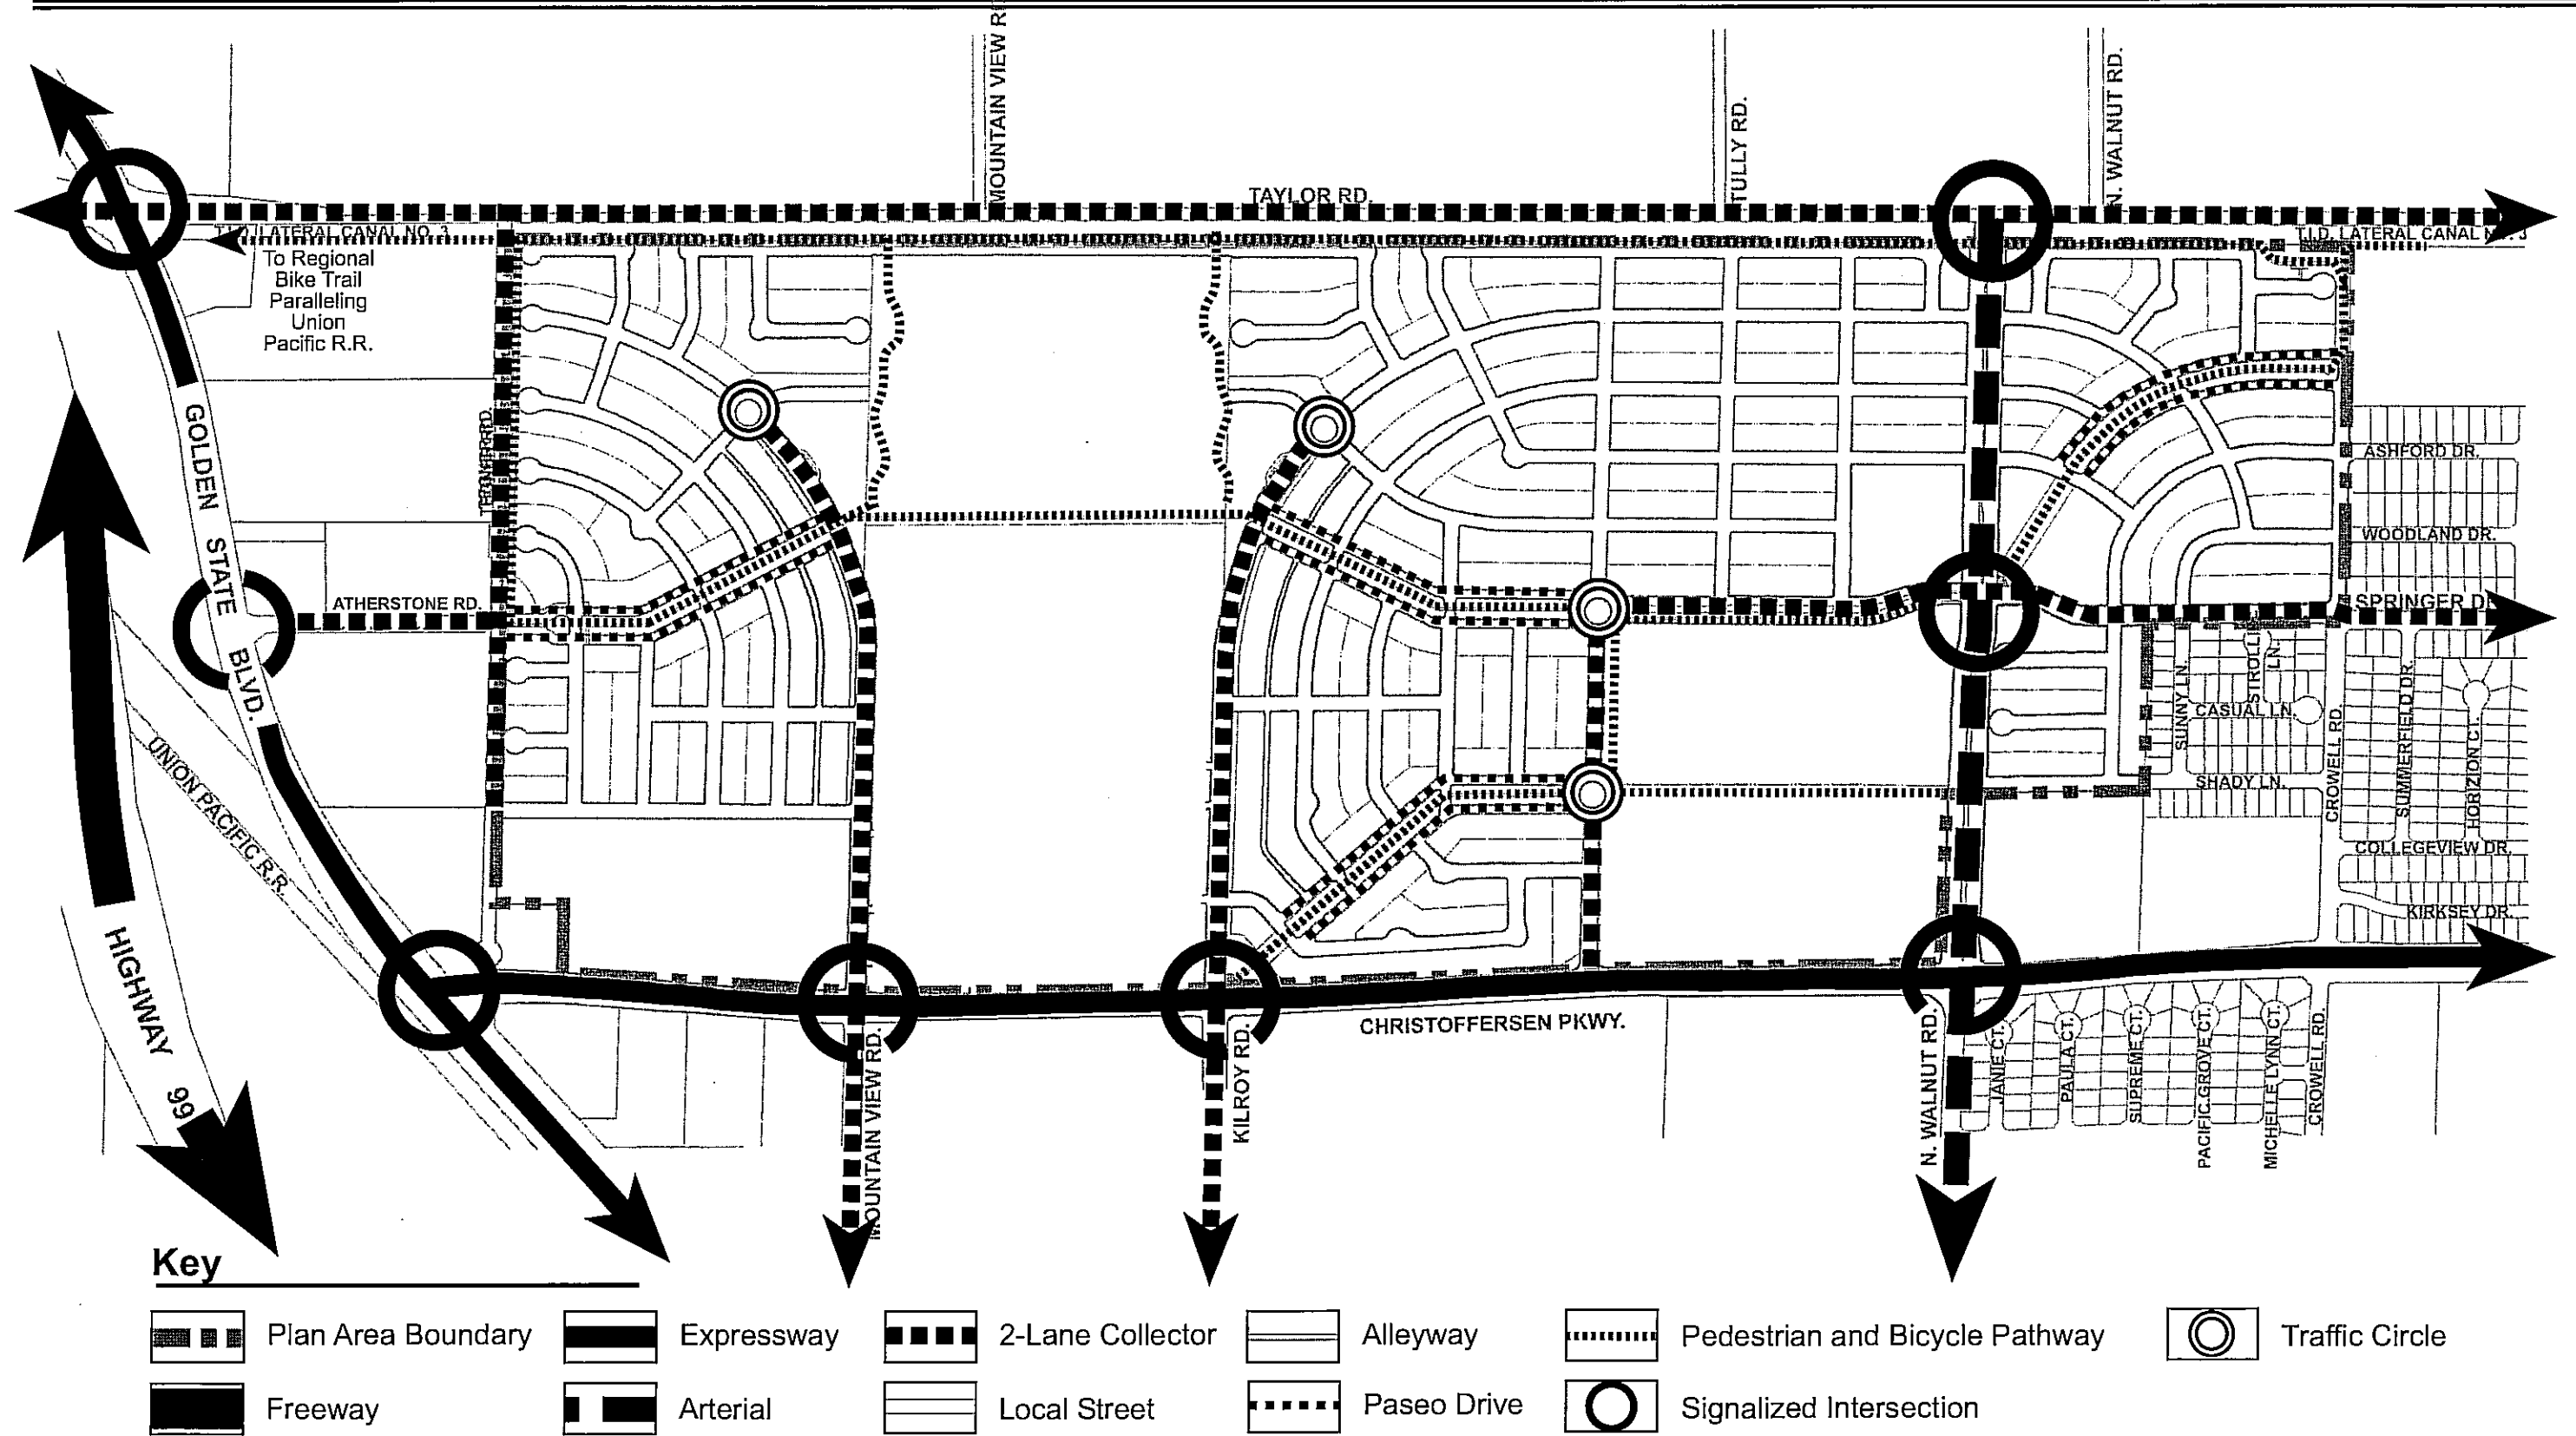 MOUNTAIN VIEW R
TULLY RD.
N. WALNUT RD.
TAYLOR RD.
LATERAL CANAL NO. 3
T.I.D. LATERAL CANAL NO. 3
To Regional
Bike Trail
Paralleling
Union
Pacific R.R.
GOLDEN STATE BLVD.
ATHERSTONE RD.
ASHFORD DR.
WOODLAND DR.
SPRINGER DR
SUNNY LN.
LN.
CASUAL LN.
SHADY LN.
CROWELL RD.
SUMMERFIELD DR.
HORIZION CT.
COLLEGEVIEW DR.
KIRKSEY DR.
UNION PACIFIC R.R.
HIGHWAY 99
CHRISTOFFERSEN PKWY.
MOUNTAIN VIEW RD.
KILROY RD.
N. WALNUT RD.
JANIE CT.
PAULA CT.
SUPREME CT.
PACIFIC GROVE CT.
MICHELLE LYNN CT.
CROWELL RD.
Key
Plan Area Boundary
Expressway
2-Lane Collector
Alleyway
Pedestrian and Bicycle Pathway
Traffic Circle
Freeway
Arterial
Local Street
Paseo Drive
Signalized Intersection